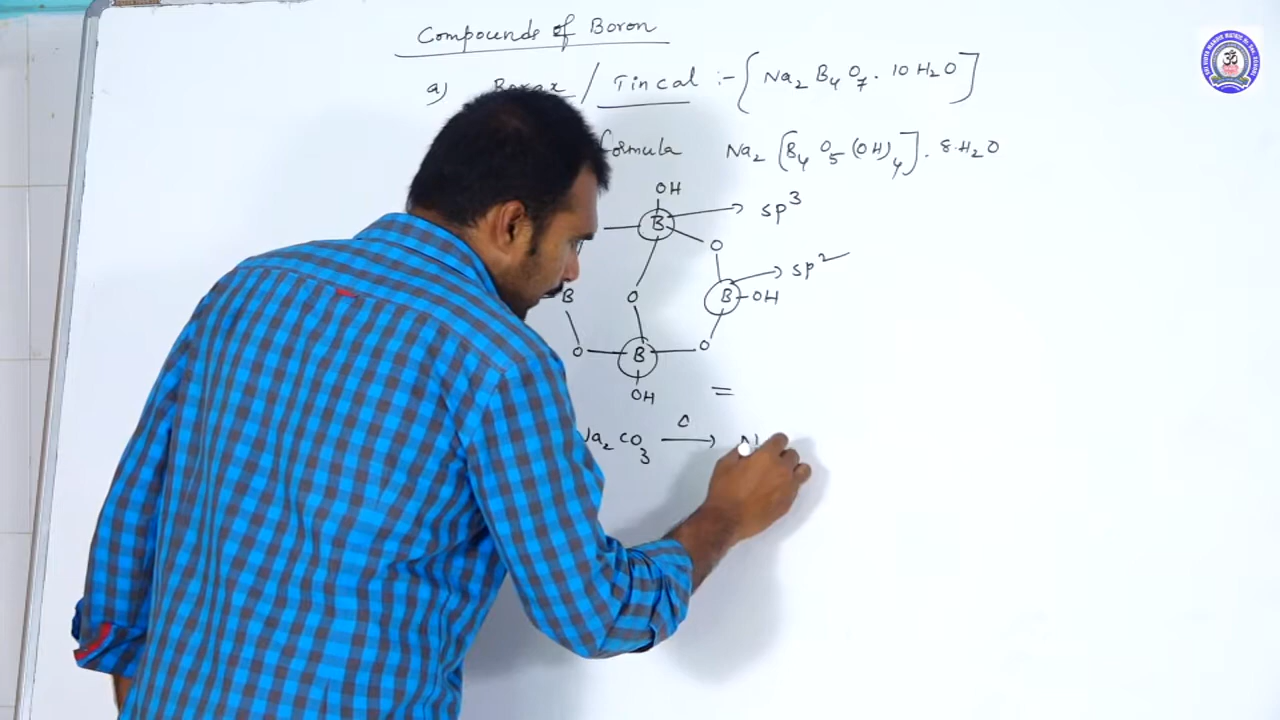 Compounds of Boron
a) Borax / Tincal :- [Na2 B4 O7 . 10 H2O]
formula Na2 [B4 O5 (OH)4] . 8 H2O
OH
B → sp3
O
→ sp2
B O B - OH
O B O
OH =
Na2 CO3 Δ →